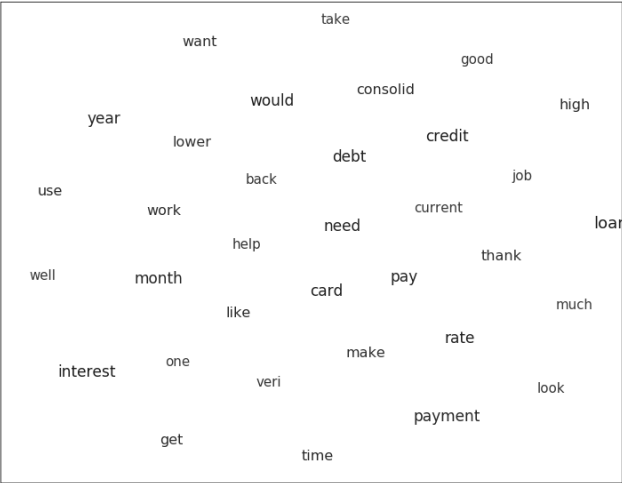 take
want
good
consolid
would
high
year
credit
lower
debt
job
back
use
current
work
loan
need
help
thank
well
pay
month
card
much
like
rate
make
one
interest
veri
look
payment
get
time